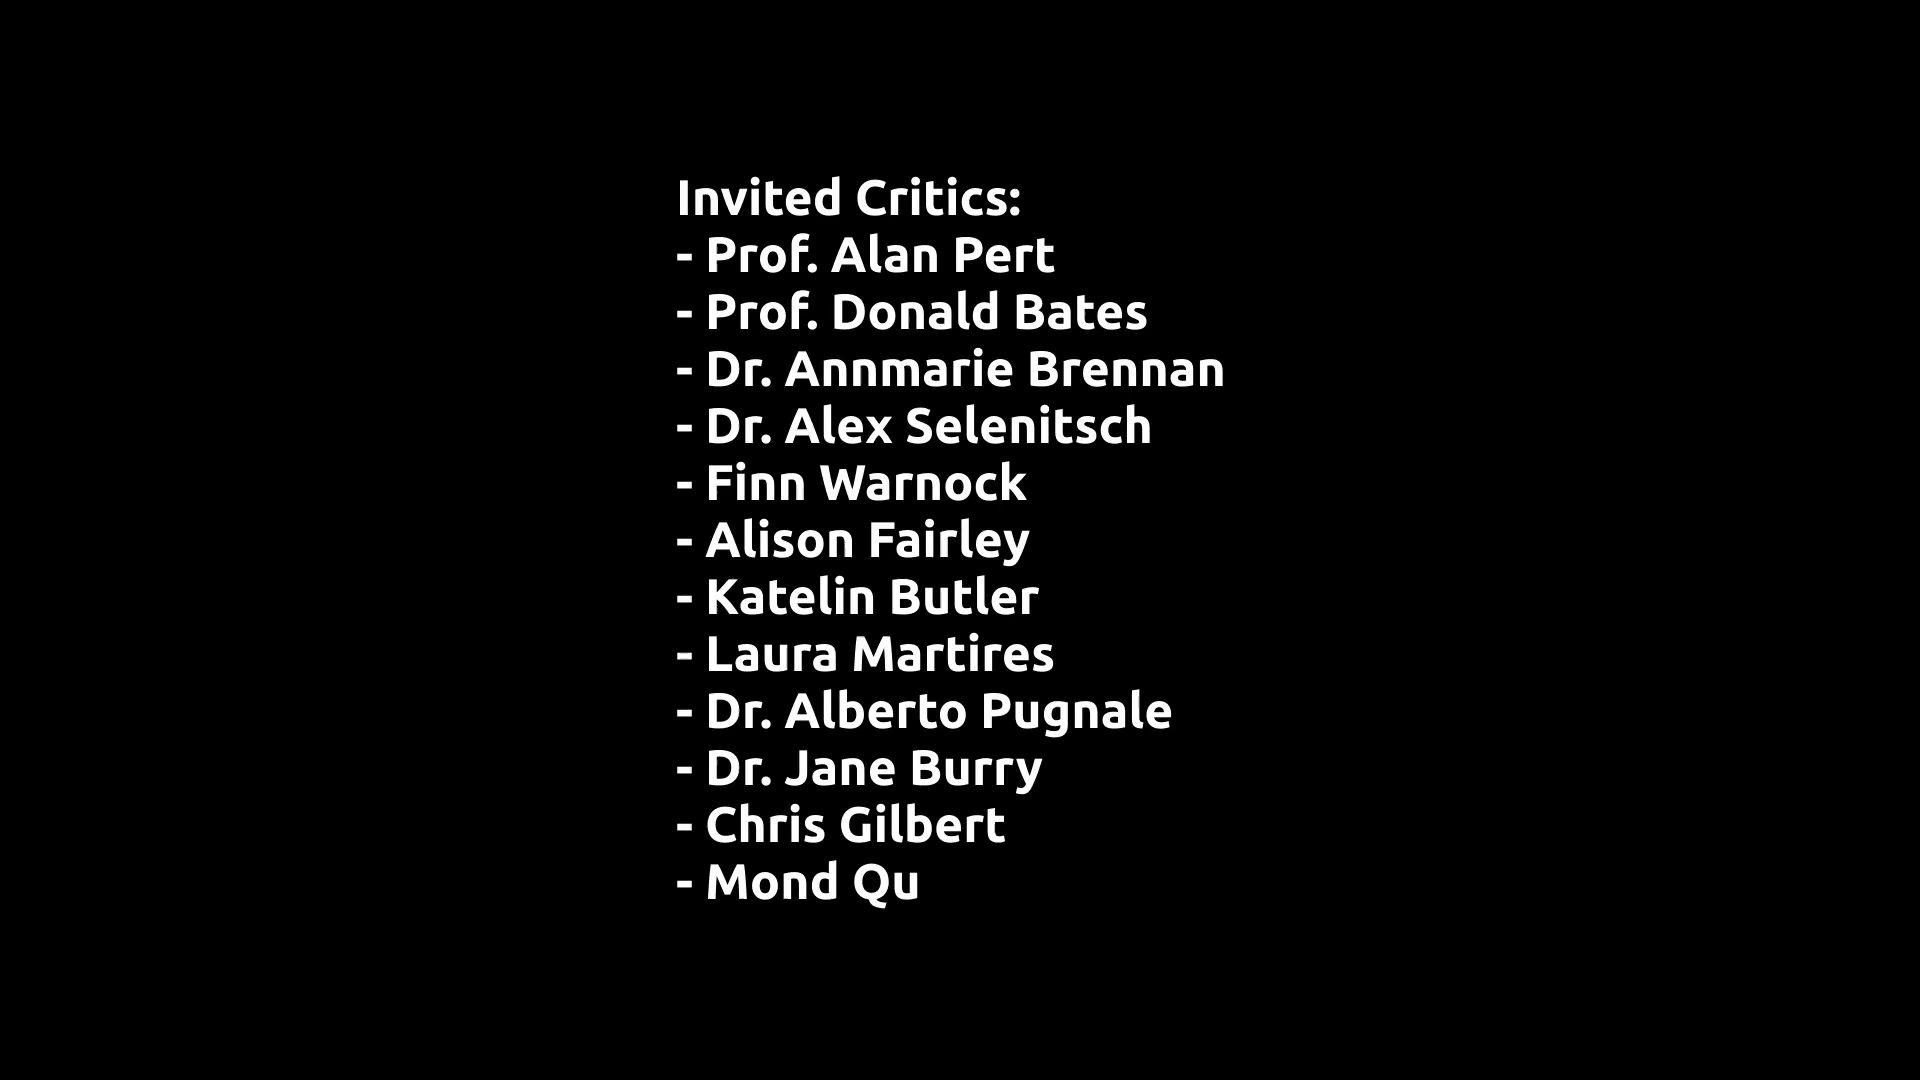 Invited Critics:
- Prof. Alan Pert
- Prof. Donald Bates
- Dr. Annmarie Brennan
- Dr. Alex Selenitsch
- Finn Warnock
- Alison Fairley
- Katelin Butler
- Laura Martires
- Dr. Alberto Pugnale
- Dr. Jane Burry
- Chris Gilbert
- Mond Qu